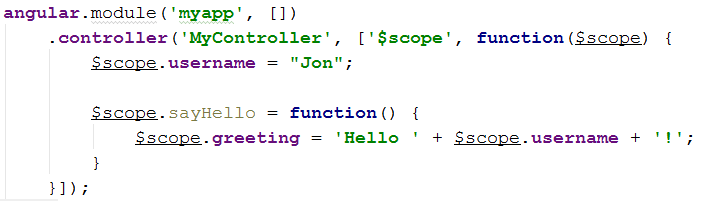 angular.module('myapp', [])
    .controller('MyController', ['$scope', function($scope) {
        $scope.username = "Jon";

        $scope.sayHello = function() {
            $scope.greeting = 'Hello ' + $scope.username + '!';
        }
    }]);